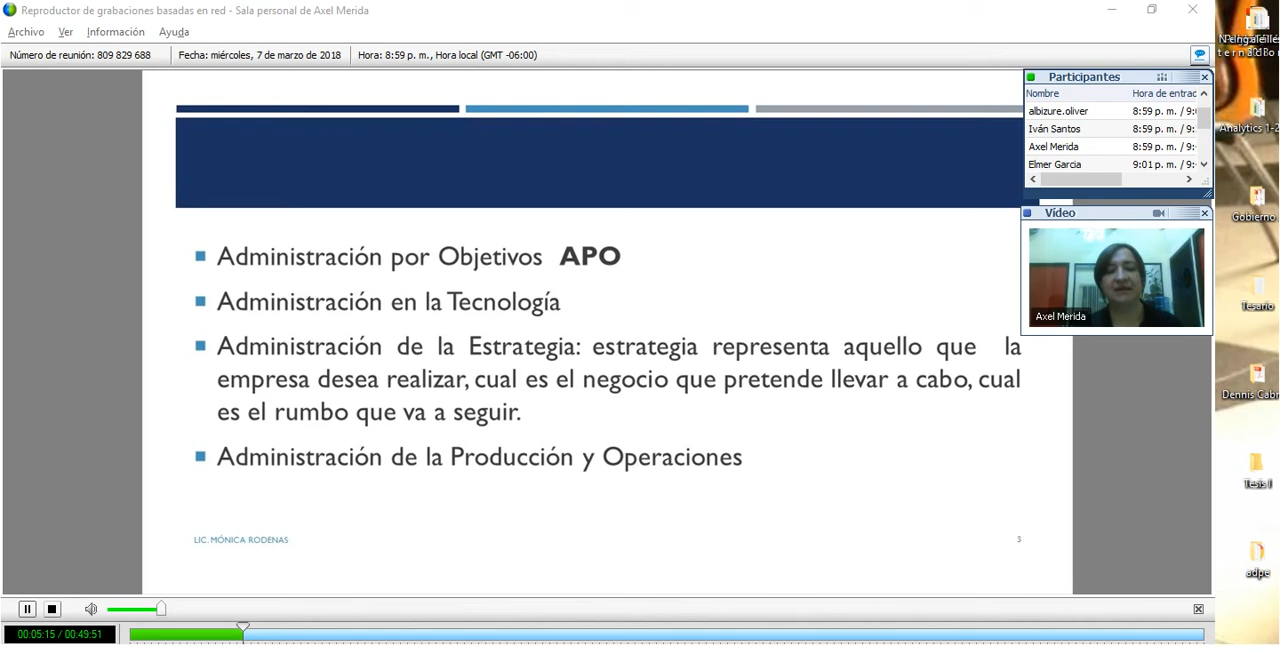 Reproductor de grabaciones basadas en red - Sala personal de Axel Merida
Archivo Ver Información Ayuda
Número de reunión: 809 829 688 Fecha: miércoles, 7 de marzo de 2018 Hora: 8:59 p. m., Hora local (GMT -06:00)
Participantes
Nombre Hora de entrac
albizure.oliver 8:59 p. m. / 9:
Iván Santos 8:59 p. m. / 9:
Axel Merida 8:59 p. m. / 9:
Elmer Garcia 9:01 p. m. / 9:
Vídeo
Axel Merida
Administración por Objetivos APO
Administración en la Tecnología
Administración de la Estrategia: estrategia representa aquello que la
empresa desea realizar, cual es el negocio que pretende llevar a cabo, cual
es el rumbo que va a seguir.
Administración de la Producción y Operaciones
LIC. MÓNICA RODENAS 3
00:05:15 / 00:49:51
Analytics 1-2
Gobierno
Tesario
Dennis Cabr
Tesis I
adpe